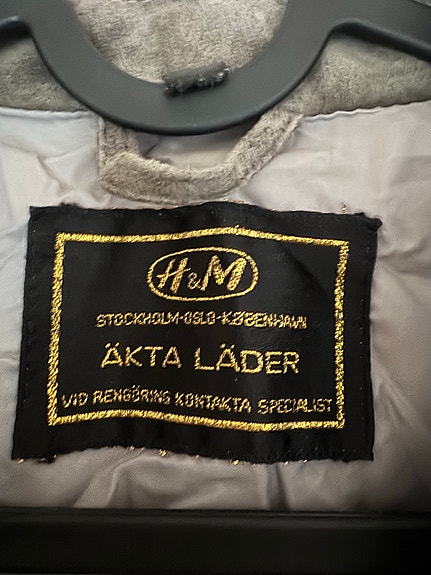 H&M
STOCKHOLM-OSLO-KØBENHAVN
ÄKTA LÄDER
VID RENGÖRING KONTAKTA SPECIALIST